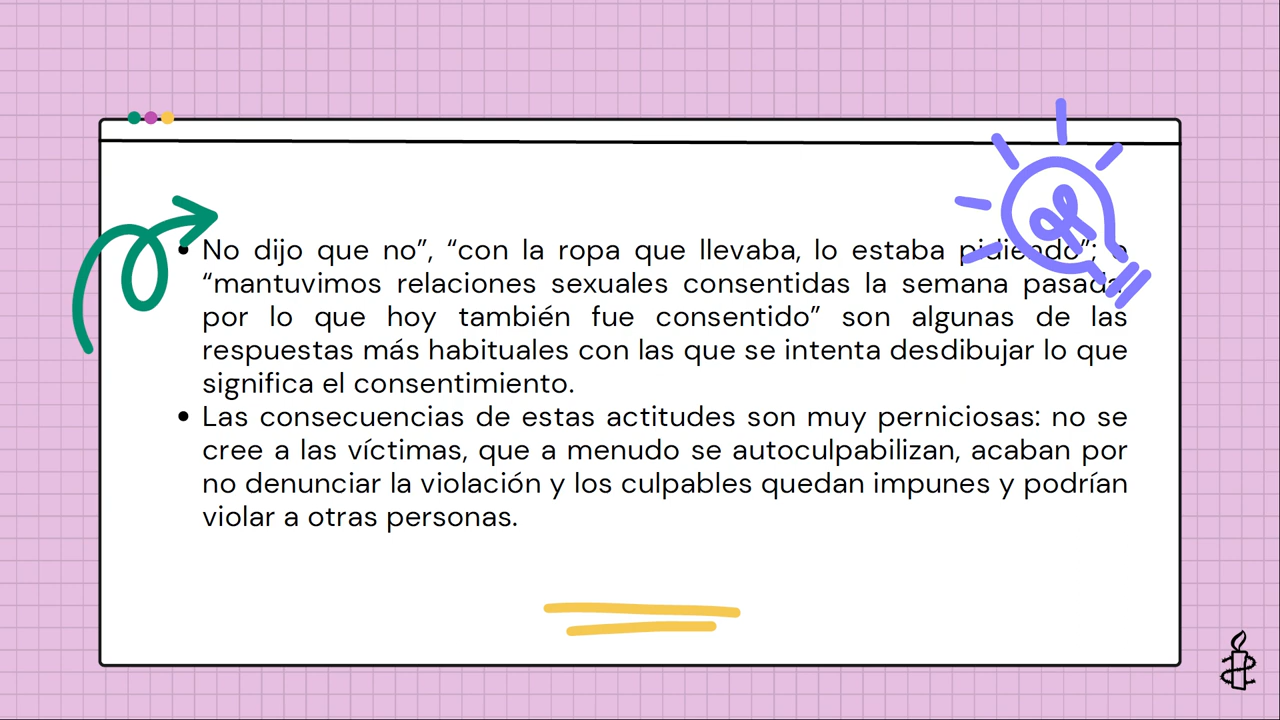 No dijo que no”, “con la ropa que llevaba, lo estaba pidiendo”; o
“mantuvimos relaciones sexuales consentidas la semana pasada,
por lo que hoy también fue consentido” son algunas de las
respuestas más habituales con las que se intenta desdibujar lo que
significa el consentimiento.
Las consecuencias de estas actitudes son muy perniciosas: no se
cree a las víctimas, que a menudo se autoculpabilizan, acaban por
no denunciar la violación y los culpables quedan impunes y podrían
violar a otras personas.